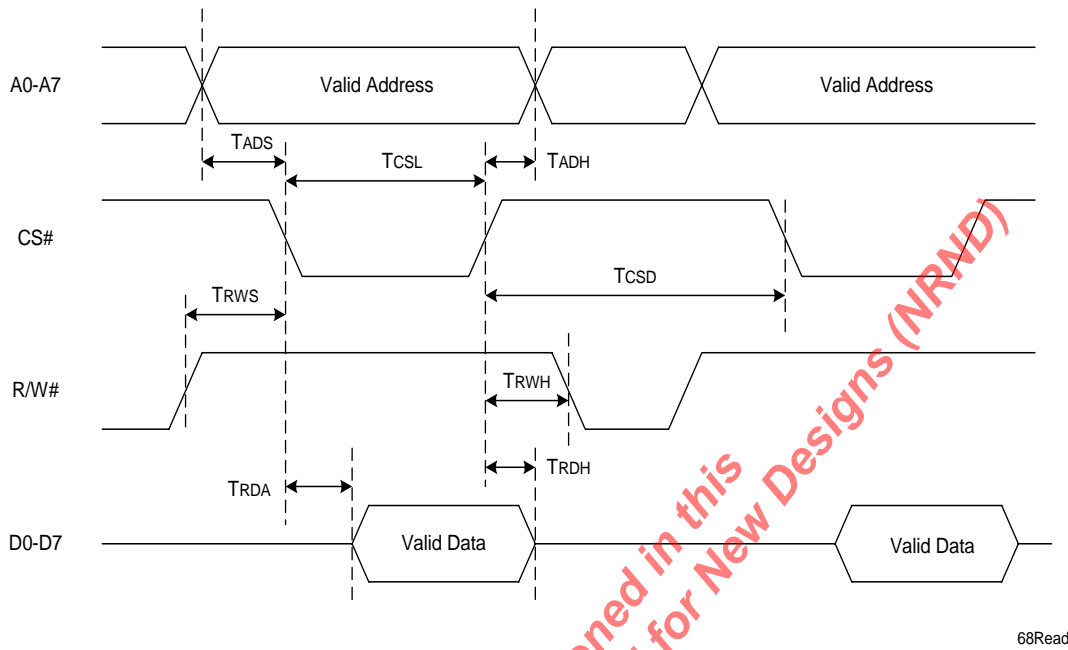 A0-A7
Valid Address
Valid Address
TADS
TCSL
TADH
CS#
TCSD
TRWS
R/W#
TRWH
TRDA
TRDH
D0-D7
Valid Data
Valid Data
in this
for New Designs (NRND)
68Read